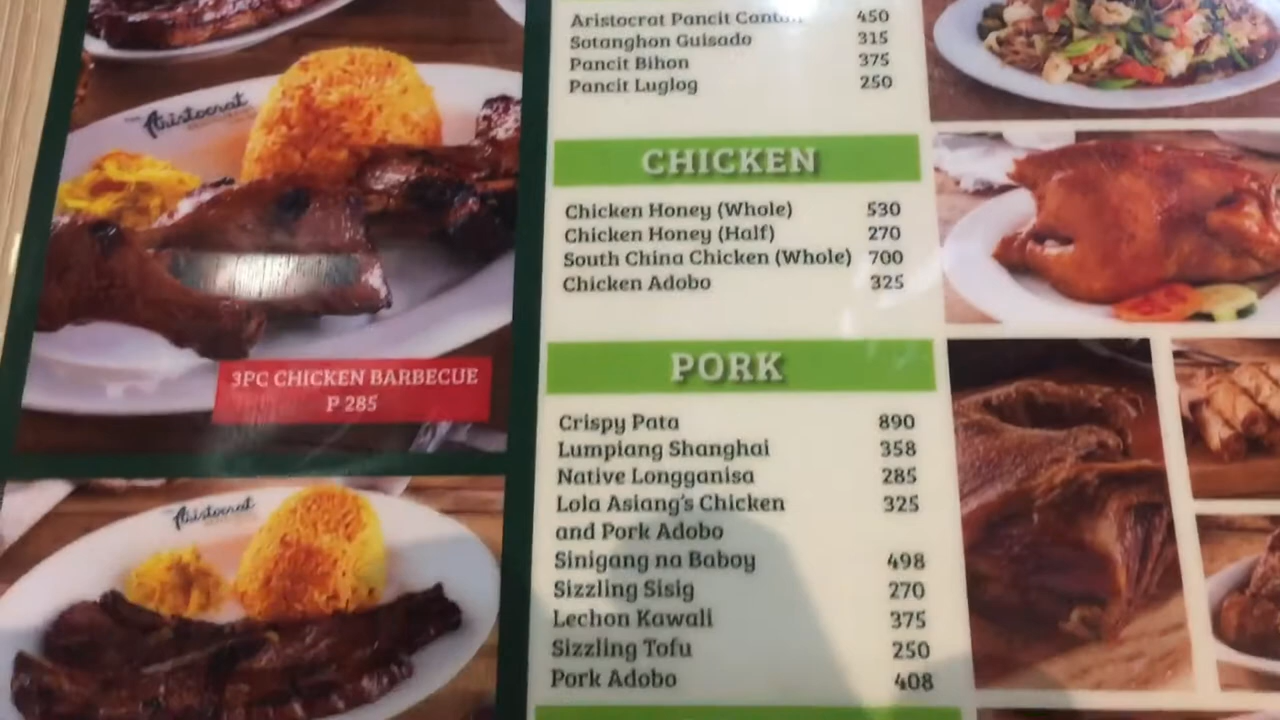 Aristocrat
3PC CHICKEN BARBECUE
P 285
Aristocrat
Aristocrat Pancit Canton 450
Sotanghon Guisado 315
Pancit Bihon 375
Pancit Luglog 250
CHICKEN
Chicken Honey (Whole) 530
Chicken Honey (Half) 270
South China Chicken (Whole) 700
Chicken Adobo 325
PORK
Crispy Pata 890
Lumpiang Shanghai 358
Native Longganisa 285
Lola Asiang's Chicken 325
and Pork Adobo
Sinigang na Baboy 498
Sizzling Sisig 270
Lechon Kawali 375
Sizzling Tofu 250
Pork Adobo 408